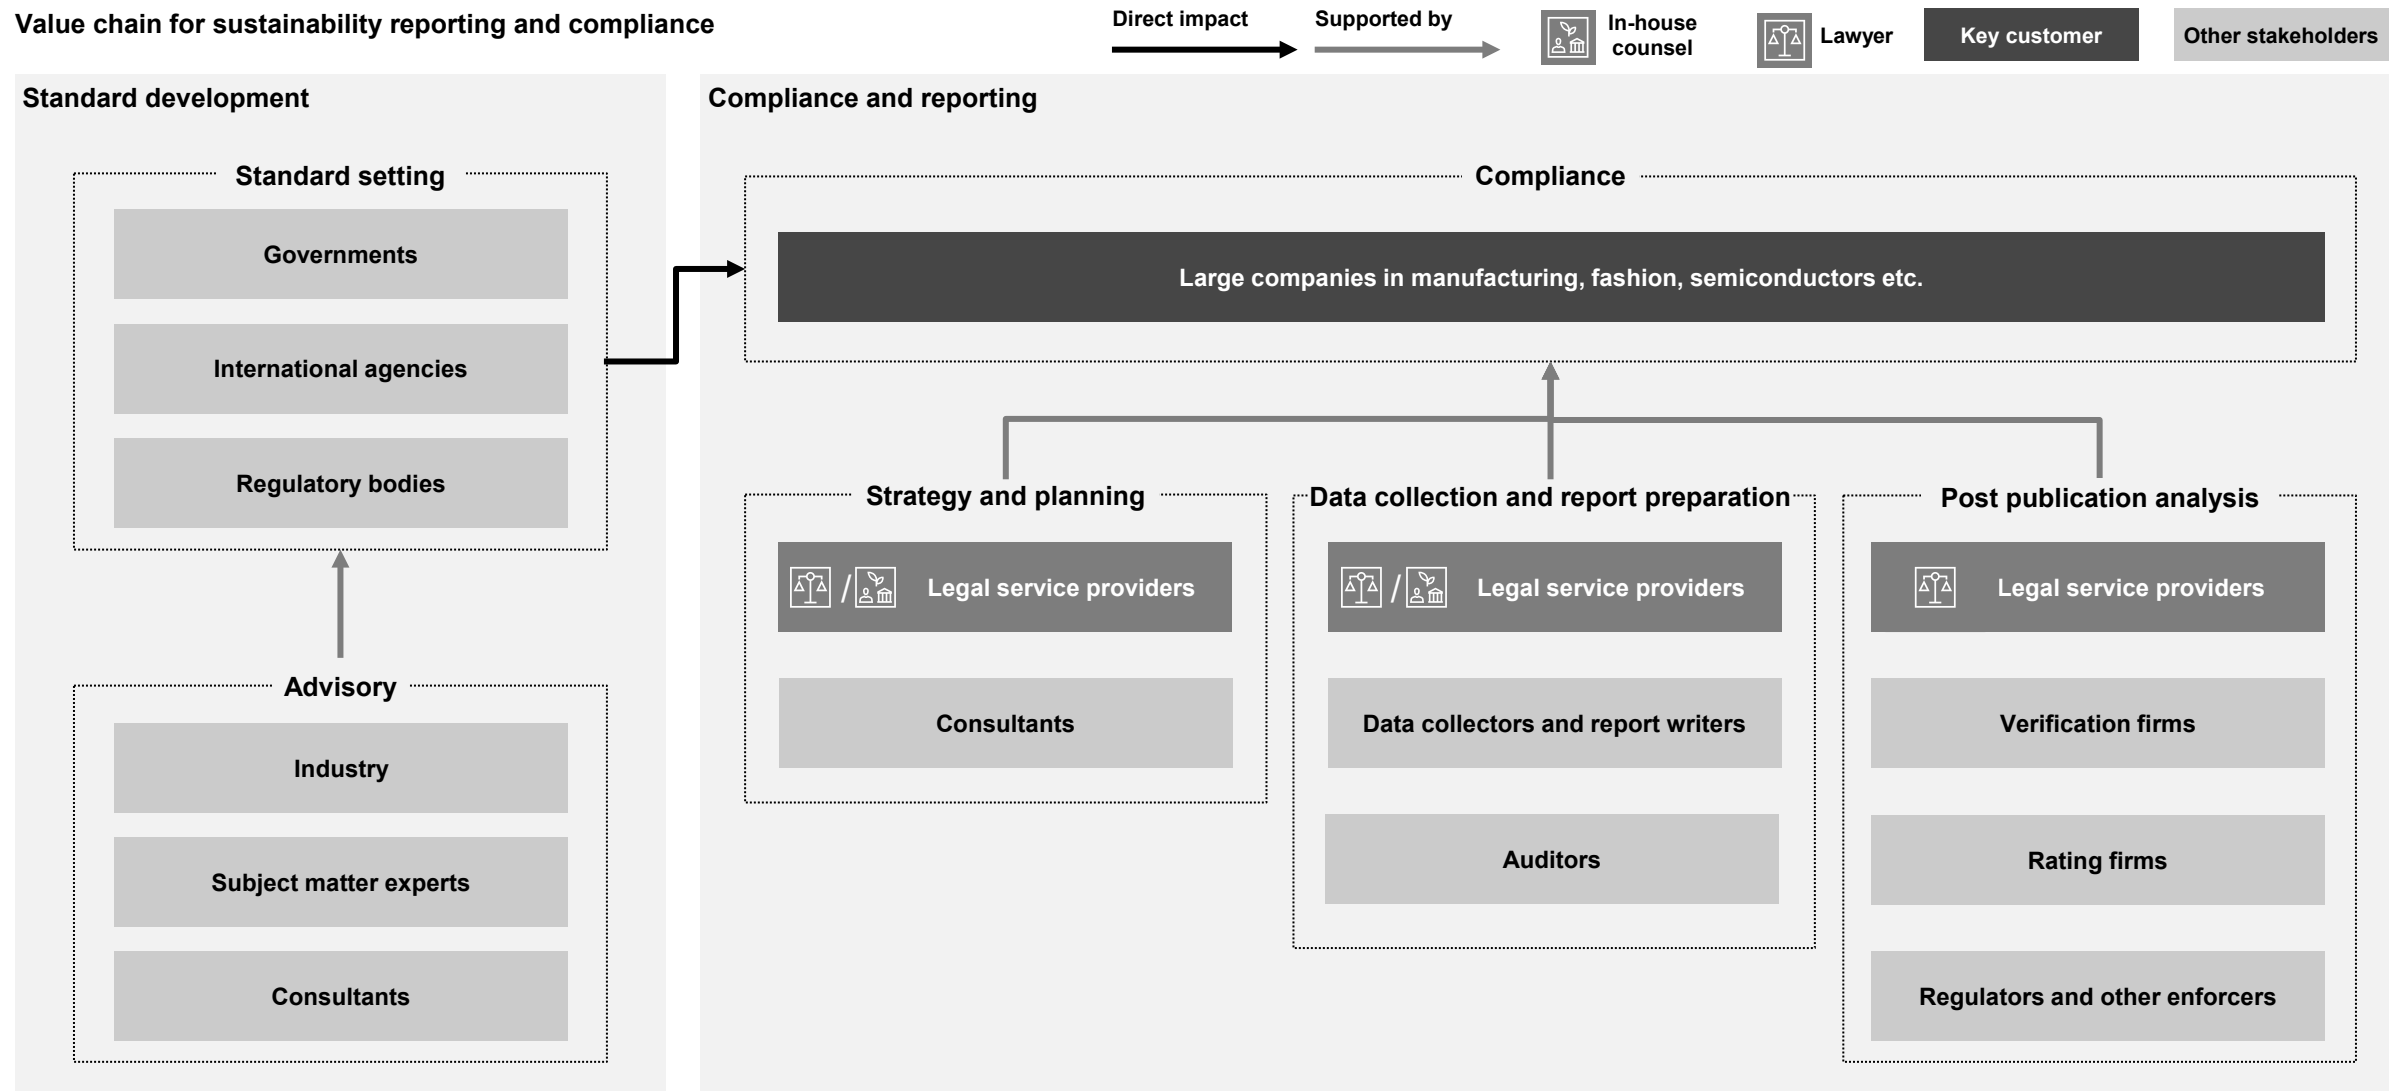 Value chain for sustainability reporting and compliance
Direct impact
Supported by
In-house
counsel
Lawyer
Key customer
Other stakeholders
Standard development
Standard setting
Governments
International agencies
Regulatory bodies
Advisory
Industry
Subject matter experts
Consultants
Compliance and reporting
Compliance
Large companies in manufacturing, fashion, semiconductors etc.
Strategy and planning
/
Legal service providers
Consultants
Data collection and report preparation
/
Legal service providers
Data collectors and report writers
Auditors
Post publication analysis
Legal service providers
Verification firms
Rating firms
Regulators and other enforcers